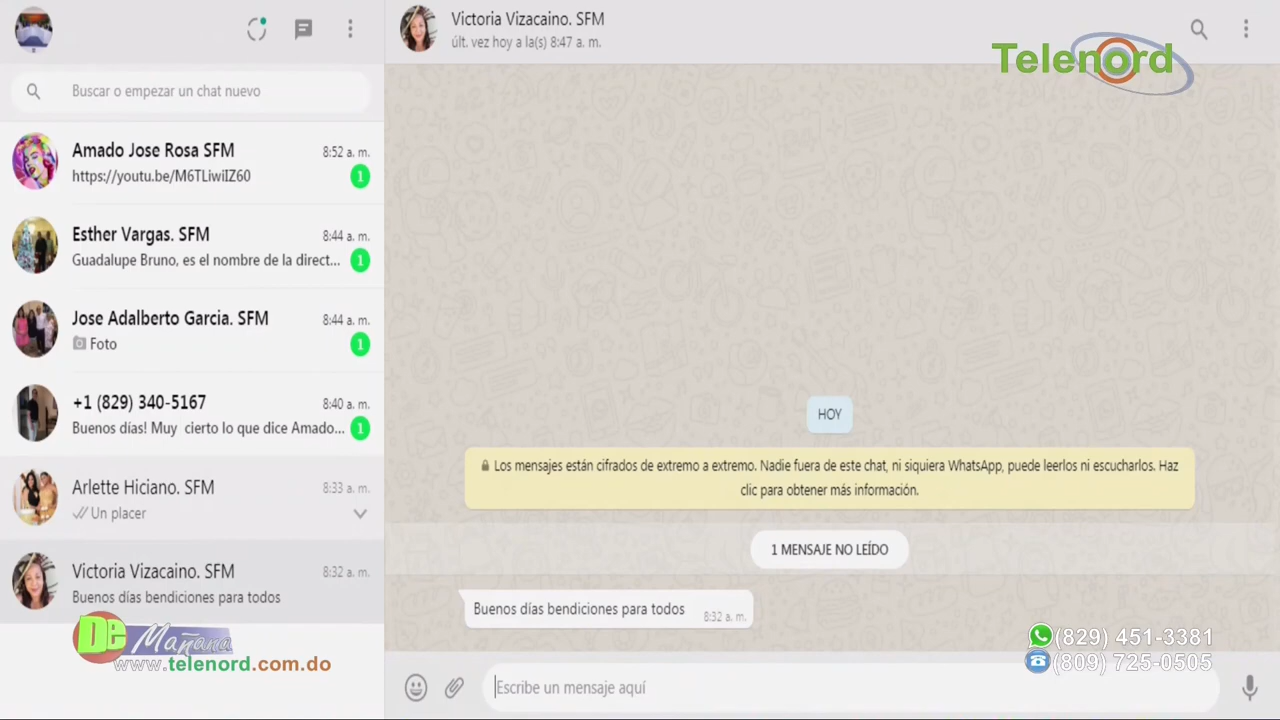 Buscar o empezar un chat nuevo
Amado Jose Rosa SFM
8:52 a. m.
https://youtu.be/M6TLiwiIZ60
1
Esther Vargas. SFM
8:44 a. m.
Guadalupe Bruno, es el nombre de la direct...
1
Jose Adalberto Garcia. SFM
8:44 a. m.
Foto
1
+1 (829) 340-5167
8:40 a. m.
Buenos días! Muy cierto lo que dice Amado...
1
Arlette Hiciano. SFM
8:33 a. m.
Un placer
Victoria Vizacaino. SFM
8:32 a. m.
Buenos días bendiciones para todos
De Mañana
www.telenord.com.do
Victoria Vizacaino. SFM
últ. vez hoy a la(s) 8:47 a. m.
Telenord
HOY
Los mensajes están cifrados de extremo a extremo. Nadie fuera de este chat, ni siquiera WhatsApp, puede leerlos ni escucharlos. Haz
clic para obtener más información.
1 MENSAJE NO LEÍDO
Buenos días bendiciones para todos
8:32 a. m.
(829) 451-3381
(809) 725-0505
Escribe un mensaje aquí